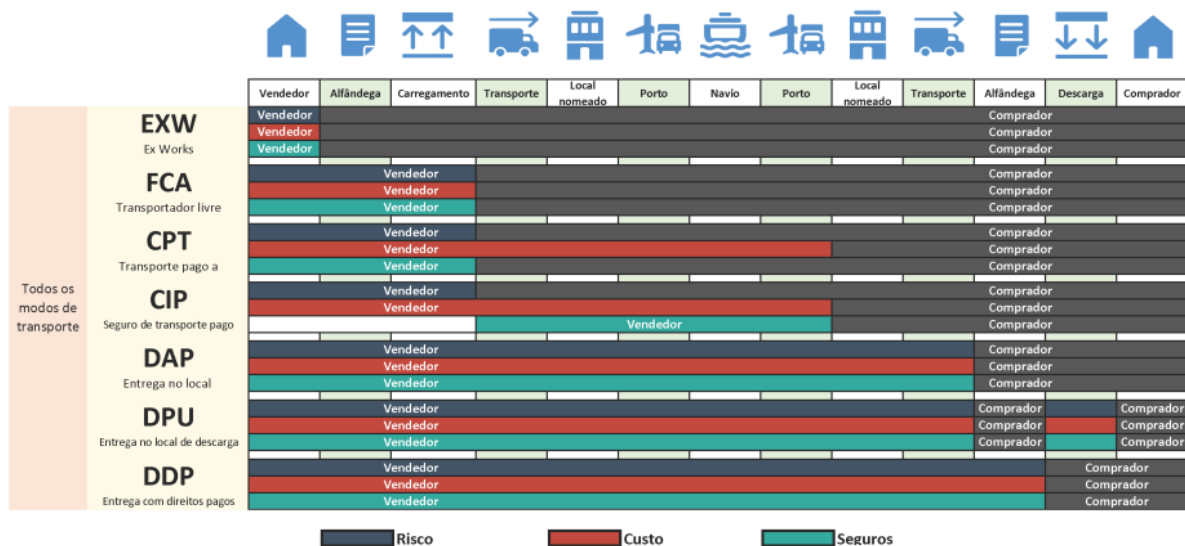 Vendedor Alfândega Carregamento Transporte Local nomeado Porto Navio Porto Local nomeado Transporte Alfândega Descarga Comprador
Todos os
modos de
transporte
EXW
Ex Works
Vendedor Comprador
Vendedor Comprador
Vendedor Comprador
FCA
Transportador livre
Vendedor Comprador
Vendedor Comprador
Vendedor Comprador
CPT
Transporte pago a
Vendedor Comprador
Vendedor Comprador
Vendedor Comprador
CIP
Seguro de transporte pago
Vendedor Comprador
Vendedor Comprador
Vendedor Comprador
DAP
Entrega no local
Vendedor Comprador
Vendedor Comprador
Vendedor Comprador
DPU
Entrega no local de descarga
Vendedor Comprador Comprador
Vendedor Comprador Comprador
Vendedor Comprador Comprador
DDP
Entrega com direitos pagos
Vendedor Comprador
Vendedor Comprador
Vendedor Comprador
Risco Custo Seguros